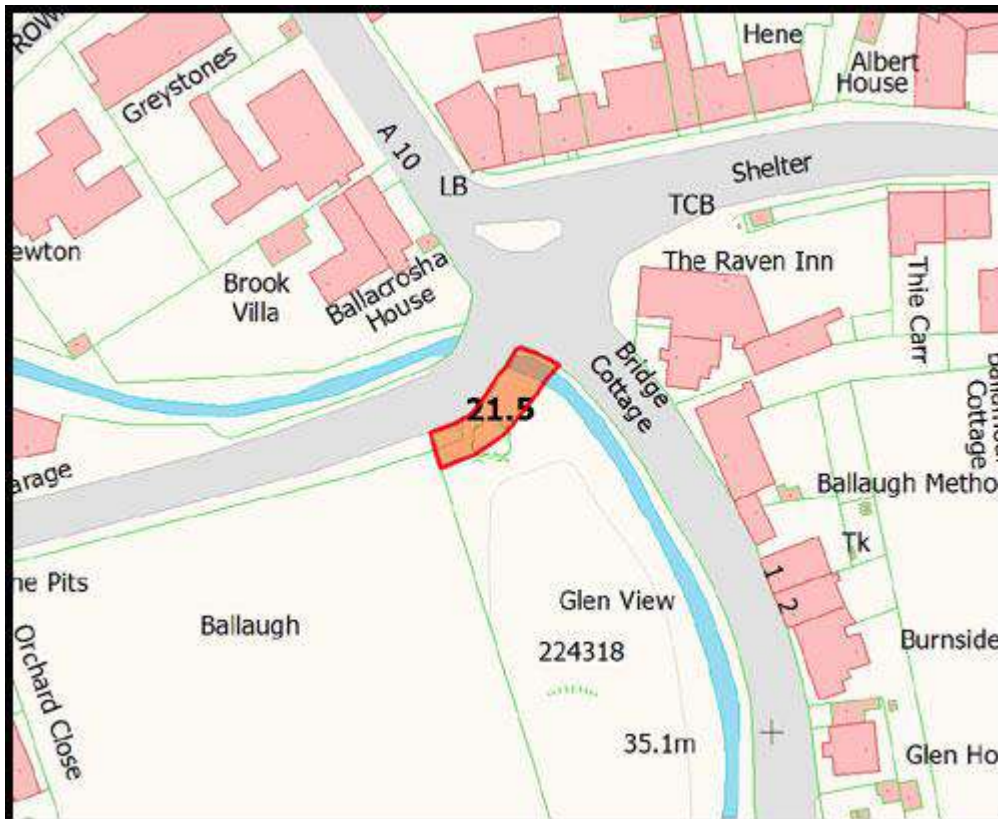 ROW
Greystones
Hene
Albert
House
A 10
LB
Shelter
TCB
ewton
Brook
Villa
Ballacrosha
House
The Raven Inn
Thie Carr
Bridge
Cottage
21.5
Cottage
arage
Ballaugh Metho
Tk
1
2
ne Pits
Ballaugh
Glen View
224318
Orchard Close
35.1m
Burnside
Glen Ho